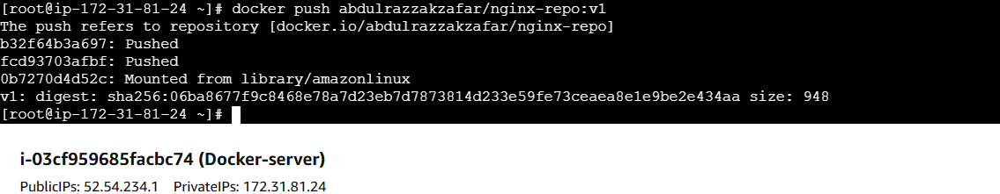 [root@ip-172-31-81-24 ~]# docker push abdulrazzakzafar/nginx-repo:v1
The push refers to repository [docker.io/abdulrazzakzafar/nginx-repo]
b32f64b3a697: Pushed
fcd93703afbf: Pushed
0b7270d4d52c: Mounted from library/amazonlinux
v1: digest: sha256:06ba8677f9c8468e78a7d23eb7d7873814d233e59fe73ceaea8e1e9be2e434aa size: 948
[root@ip-172-31-81-24 ~]#
i-03cf959685facbc74 (Docker-server)
PublicIPs: 52.54.234.1 PrivateIPs: 172.31.81.24